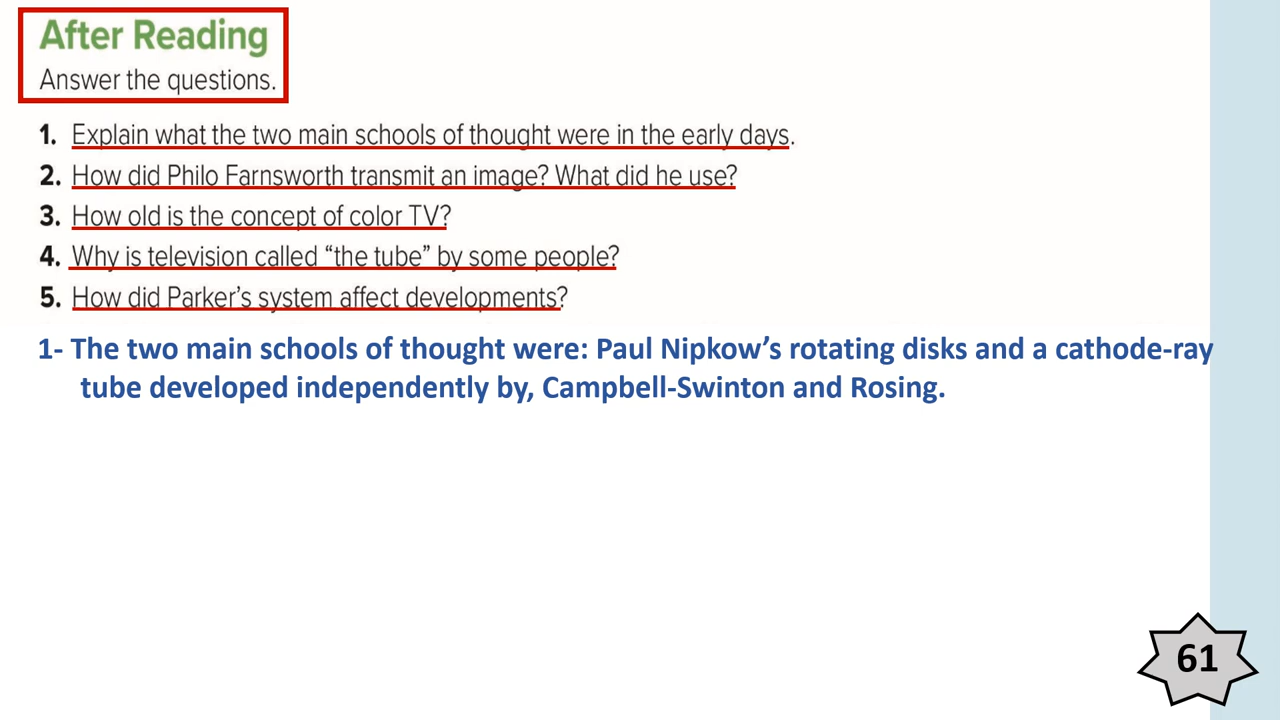 After Reading
Answer the questions.
1. Explain what the two main schools of thought were in the early days.
2. How did Philo Farnsworth transmit an image? What did he use?
3. How old is the concept of color TV?
4. Why is television called “the tube” by some people?
5. How did Parker’s system affect developments?
1- The two main schools of thought were: Paul Nipkow’s rotating disks and a cathode-ray
tube developed independently by, Campbell-Swinton and Rosing.
61